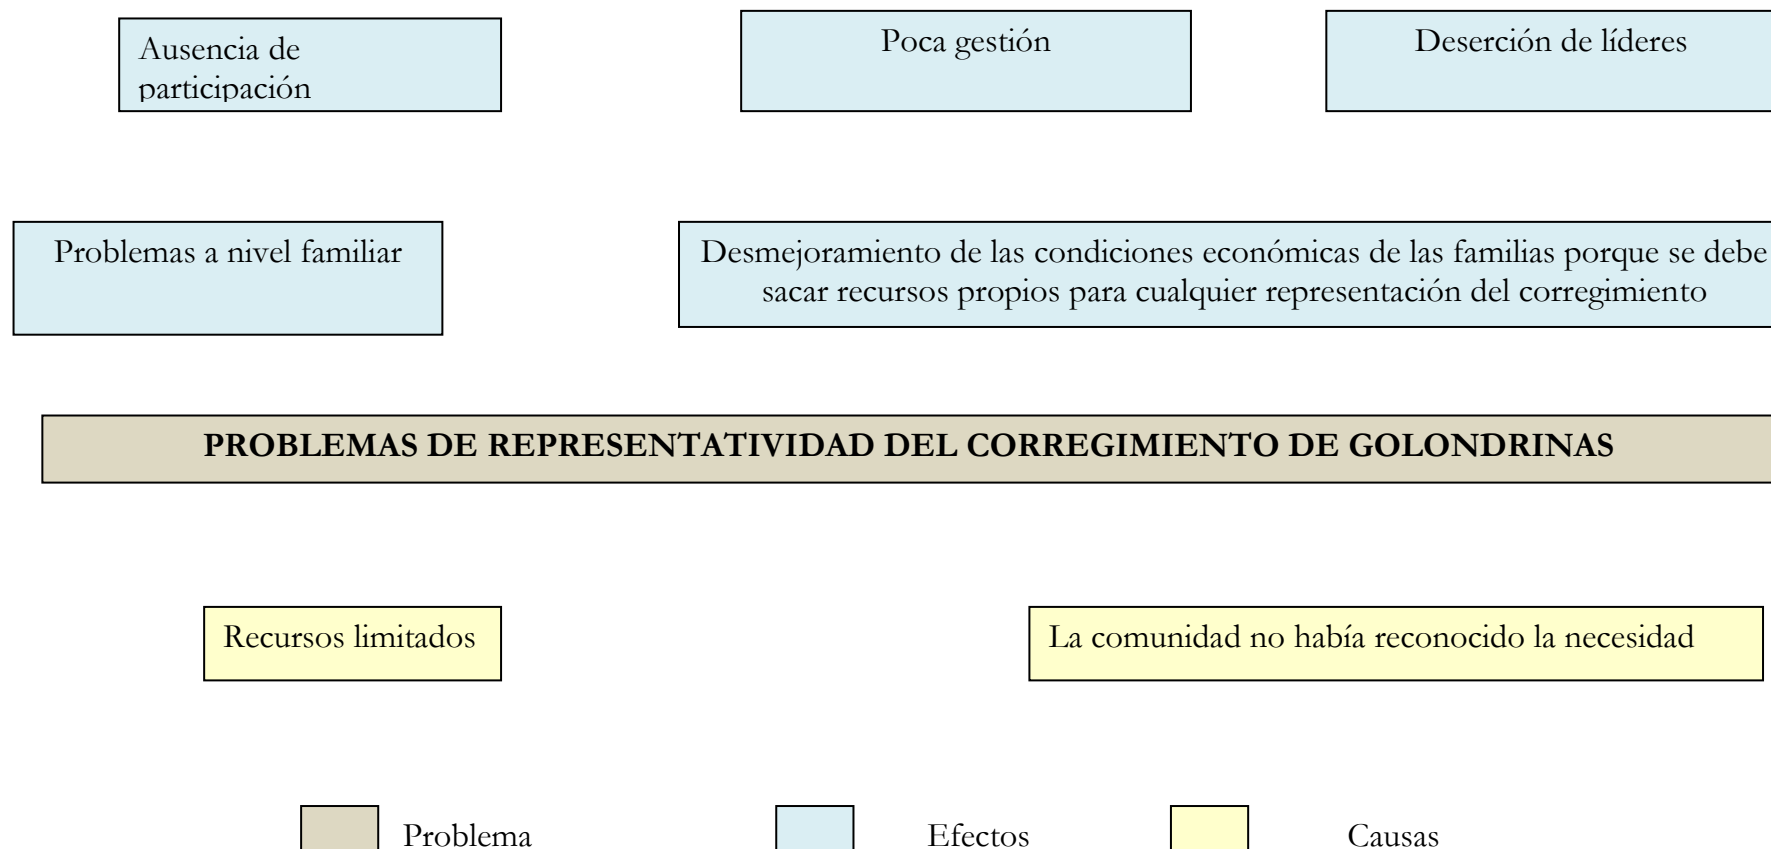 Ausencia de
participación
Poca gestión
Deserción de líderes
Problemas a nivel familiar
Desmejoramiento de las condiciones económicas de las familias porque se debe
sacar recursos propios para cualquier representación del corregimiento
PROBLEMAS DE REPRESENTATIVIDAD DEL CORREGIMIENTO DE GOLONDRINAS
Recursos limitados
La comunidad no había reconocido la necesidad
Problema
Efectos
Causas